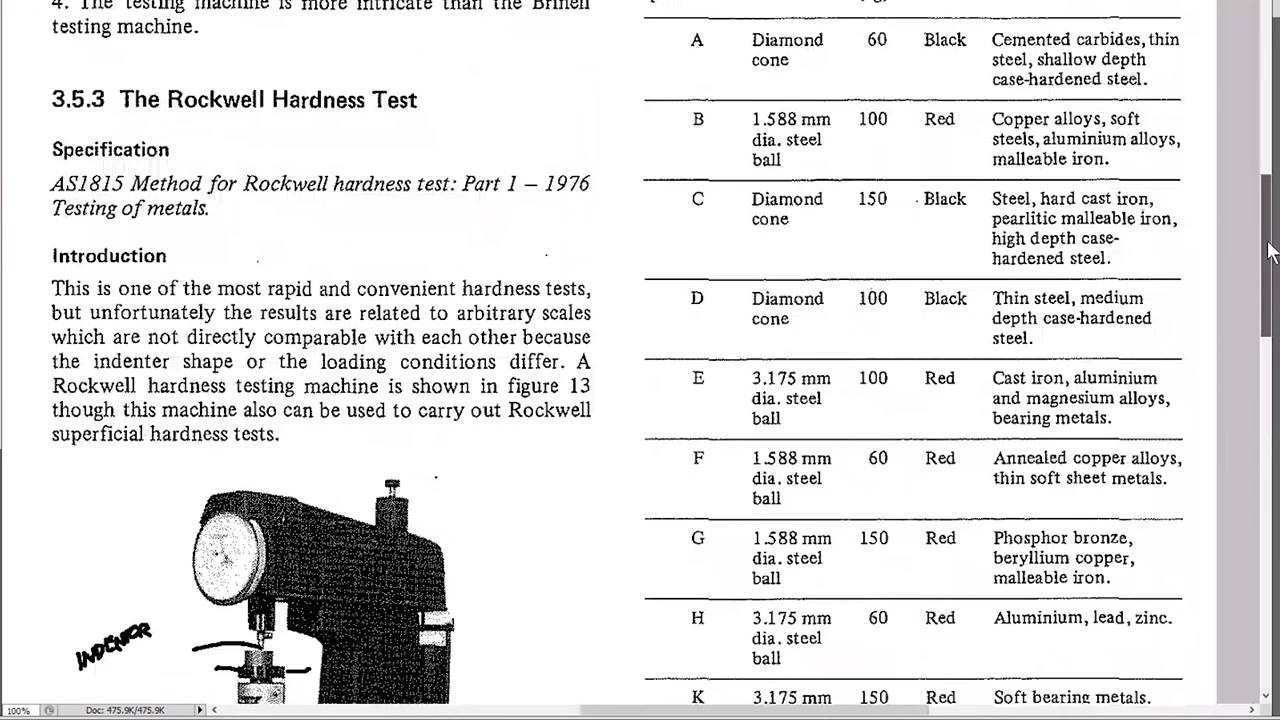 4. The testing machine is more intricate than the Brinell
testing machine.
3.5.3 The Rockwell Hardness Test
Specification
AS1815 Method for Rockwell hardness test: Part 1 – 1976
Testing of metals.
Introduction
This is one of the most rapid and convenient hardness tests,
but unfortunately the results are related to arbitrary scales
which are not directly comparable with each other because
the indenter shape or the loading conditions differ. A
Rockwell hardness testing machine is shown in figure 13
though this machine also can be used to carry out Rockwell
superficial hardness tests.
INDENTOR
A Diamond 60 Black Cemented carbides, thin
cone steel, shallow depth
case-hardened steel.
B 1.588 mm 100 Red Copper alloys, soft
dia. steel steels, aluminium alloys,
ball malleable iron.
C Diamond 150 Black Steel, hard cast iron,
cone pearlitic malleable iron,
high depth case-
hardened steel.
D Diamond 100 Black Thin steel, medium
cone depth case-hardened
steel.
E 3.175 mm 100 Red Cast iron, aluminium
dia. steel and magnesium alloys,
ball bearing metals.
F 1.588 mm 60 Red Annealed copper alloys,
dia. steel thin soft sheet metals.
ball
G 1.588 mm 150 Red Phosphor bronze,
dia. steel beryllium copper,
ball malleable iron.
H 3.175 mm 60 Red Aluminium, lead, zinc.
dia. steel
ball
K 3.175 mm 150 Red Soft bearing metals.
100% Doc: 475.9K/475.9K